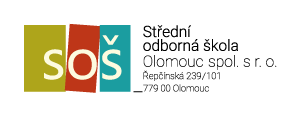 SOŠ
Střední
odborná škola
Olomouc spol. s r. o.
Řepčínská 239/101
779 00 Olomouc